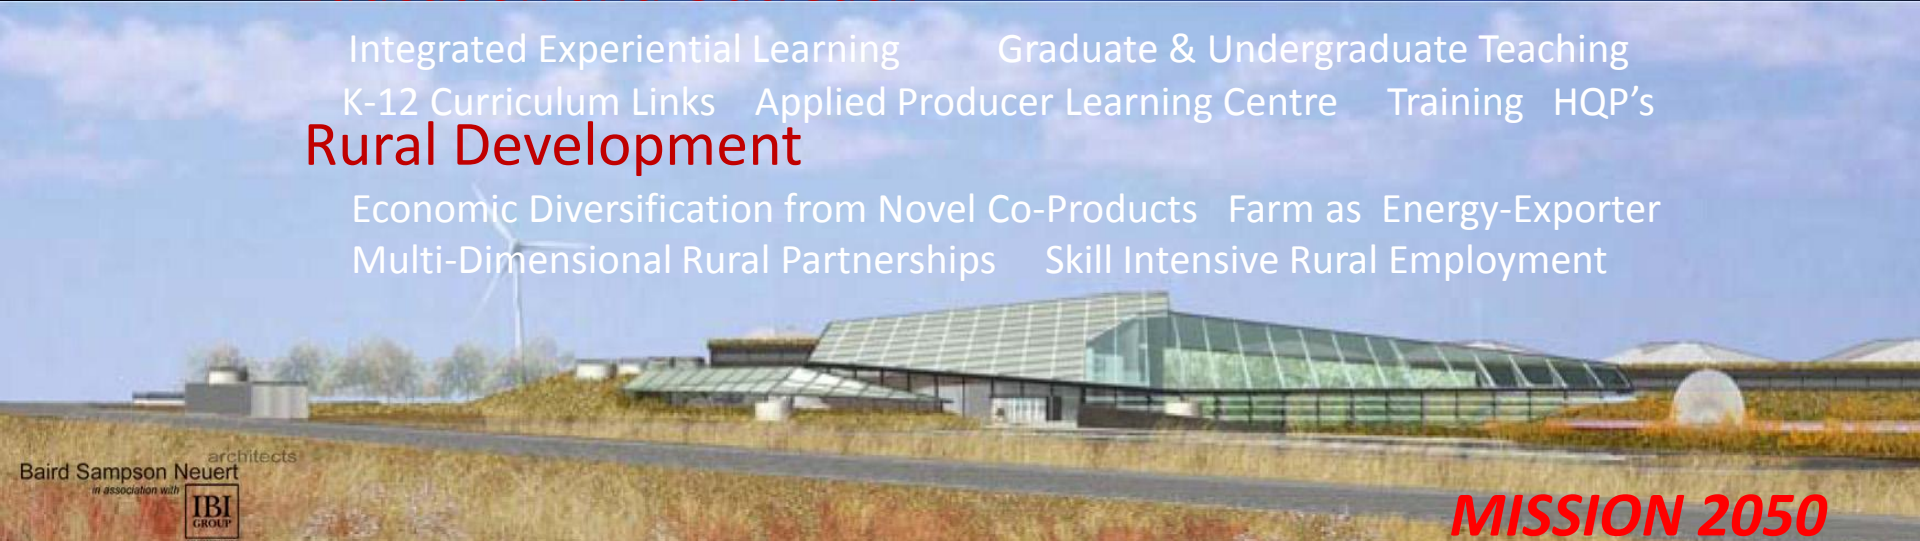 Integrated Experiential Learning Graduate & Undergraduate Teaching
K-12 Curriculum Links Applied Producer Learning Centre Training HQP's
Rural Development
Economic Diversification from Novel Co-Products Farm as Energy-Exporter
Multi-Dimensional Rural Partnerships Skill Intensive Rural Employment
architects
Baird Sampson Neuert
in association with
IBI
GROUP
MISSION 2050